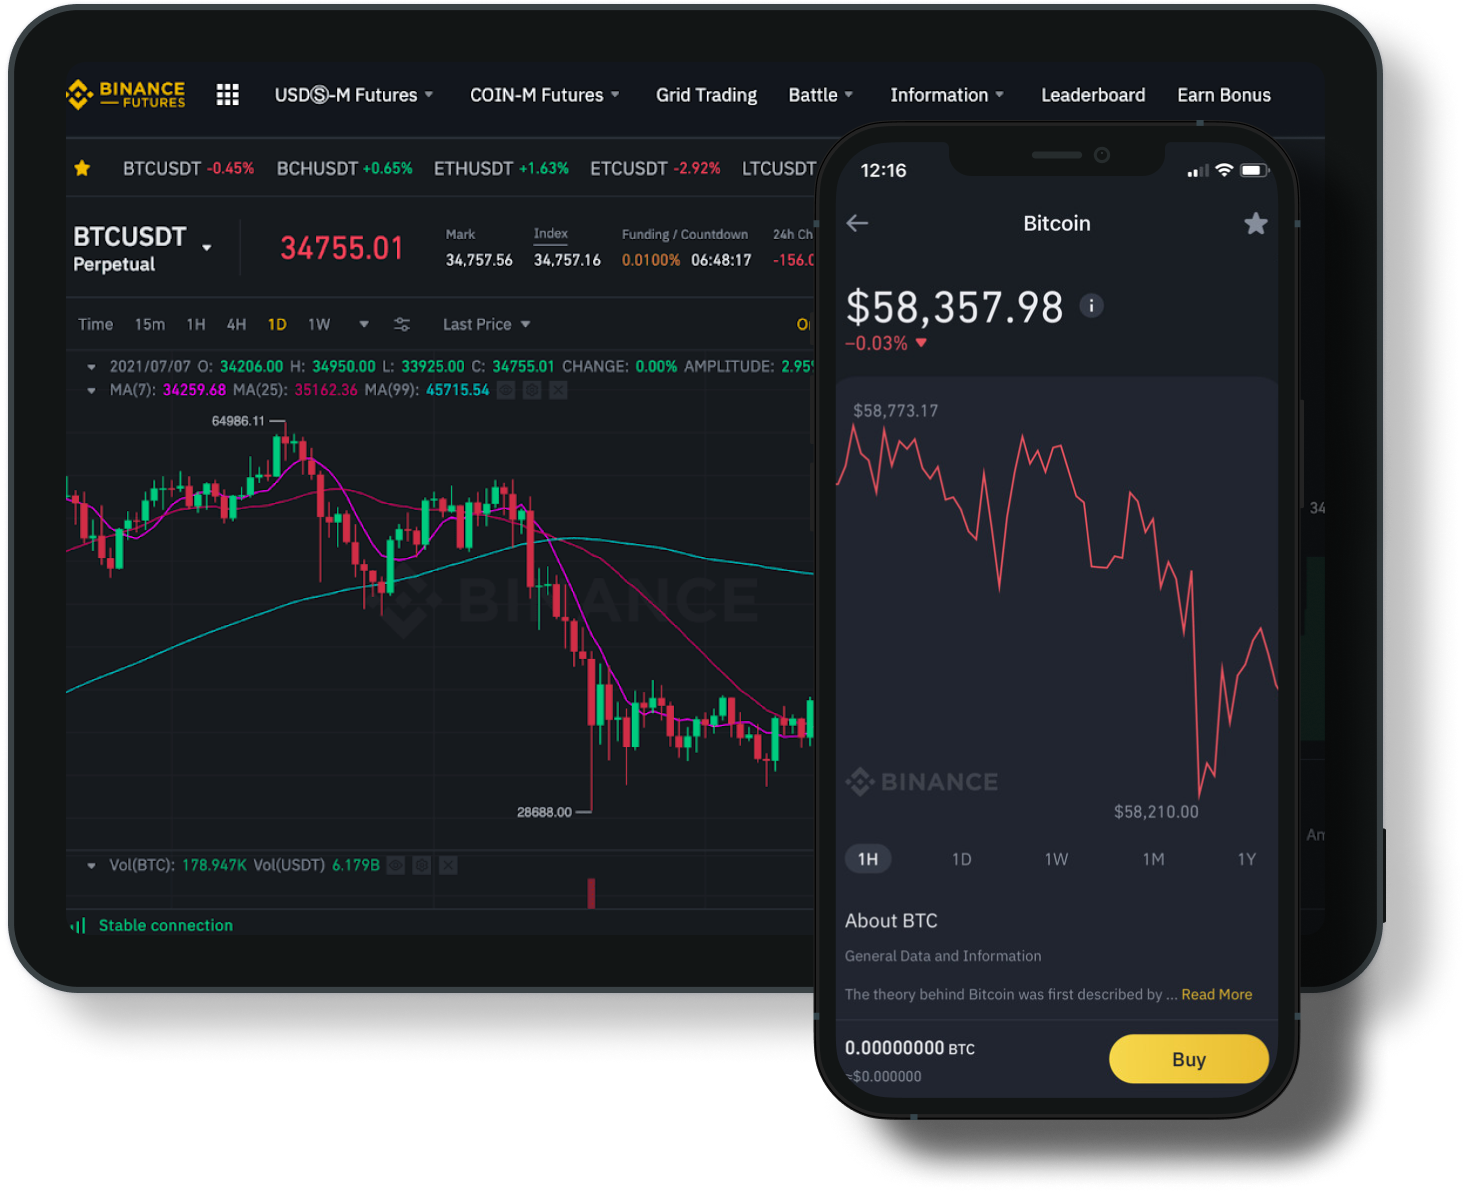 BINANCE
FUTURES
USDⓈ-M Futures
COIN-M Futures
Grid Trading
Battle
Information
Leaderboard
Earn Bonus
BTCUSDT -0.45%
BCHUSDT +0.65%
ETHUSDT +1.63%
ETCUSDT -2.92%
LTCUSDT
BTCUSDT
Perpetual
34755.01
Mark
34,757.56
Index
34,757.16
Funding / Countdown
0.0100% 06:48:17
24h Ch
-156.0
Time 15m 1H 4H 1D 1W
Last Price
2021/07/07 O: 34206.00 H: 34950.00 L: 33925.00 C: 34755.01 CHANGE: 0.00% AMPLITUDE: 2.95%
MA(7): 34259.68 MA(25): 35162.36 MA(99): 45715.54
64986.11
BINANCE
28688.00
Vol(BTC): 178.947K Vol(USDT) 6.179B
Stable connection
34
Am
12:16
Bitcoin
$58,357.98
-0.03%
$58,773.17
BINANCE
$58,210.00
1H 1D 1W 1M 1Y
About BTC
General Data and Information
The theory behind Bitcoin was first described by ... Read More
0.00000000 BTC
≈$0.000000
Buy